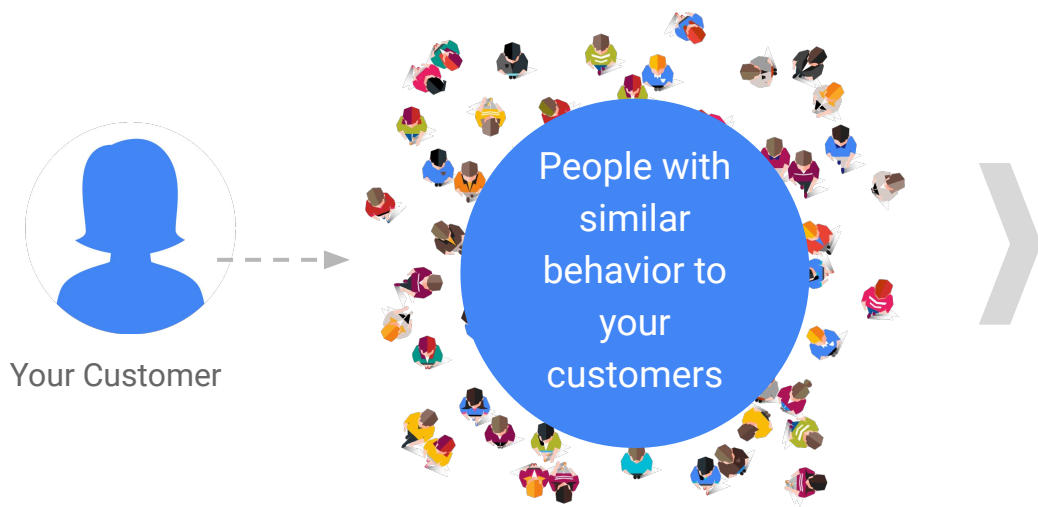 Your Customer
People with
similar
behavior to
your
customers